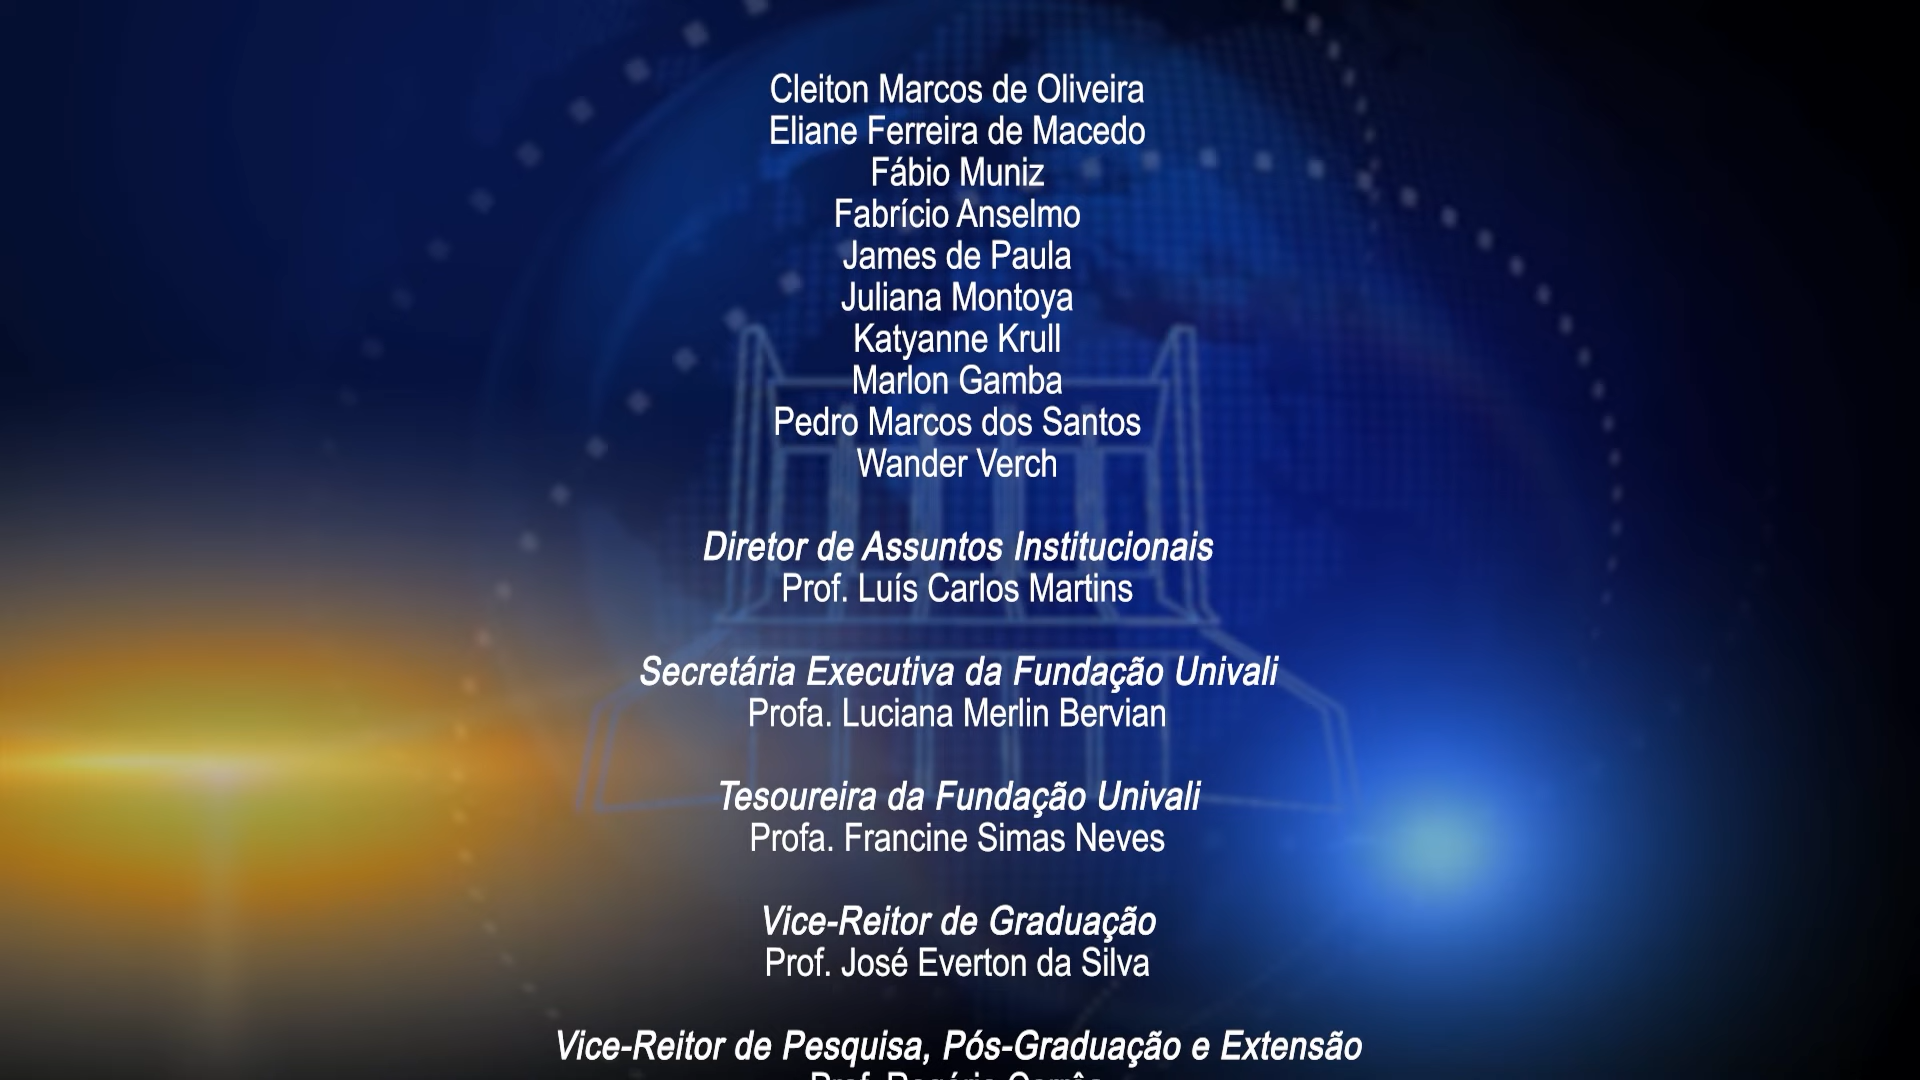 Cleiton Marcos de Oliveira
Eliane Ferreira de Macedo
Fábio Muniz
Fabrício Anselmo
James de Paula
Juliana Montoya
Katyanne Krull
Marlon Gamba
Pedro Marcos dos Santos
Wander Verch
Diretor de Assuntos Institucionais
Prof. Luís Carlos Martins
Secretária Executiva da Fundação Univali
Profa. Luciana Merlin Bervian
Tesoureira da Fundação Univali
Profa. Francine Simas Neves
Vice-Reitor de Graduação
Prof. José Everton da Silva
Vice-Reitor de Pesquisa, Pós-Graduação e Extensão
Prof. Rogério Corrêa